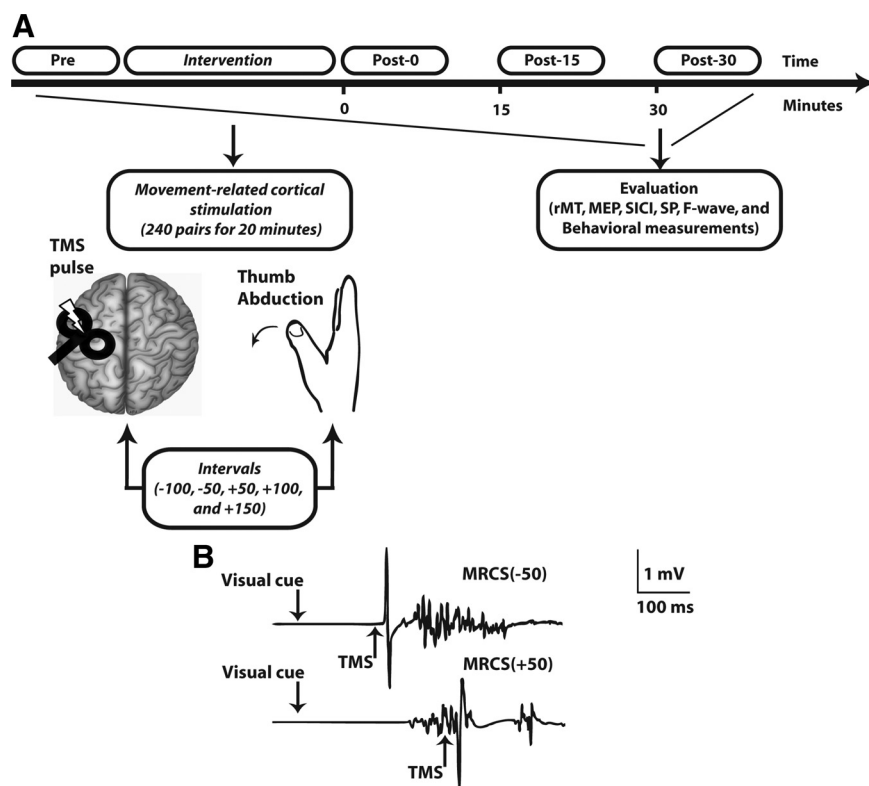 A
Pre
Intervention
Post-0
Post-15
Post-30
Time
0
15
30
Minutes
Movement-related cortical
stimulation
(240 pairs for 20 minutes)
Evaluation
(rMT, MEP, SICI, SP, F-wave, and
Behavioral measurements)
TMS
pulse
Thumb
Abduction
Intervals
(-100, -50, +50, +100,
and +150)
B
Visual cue
MRCS(-50)
1 mV
100 ms
TMS
Visual cue
MRCS(+50)
TMS